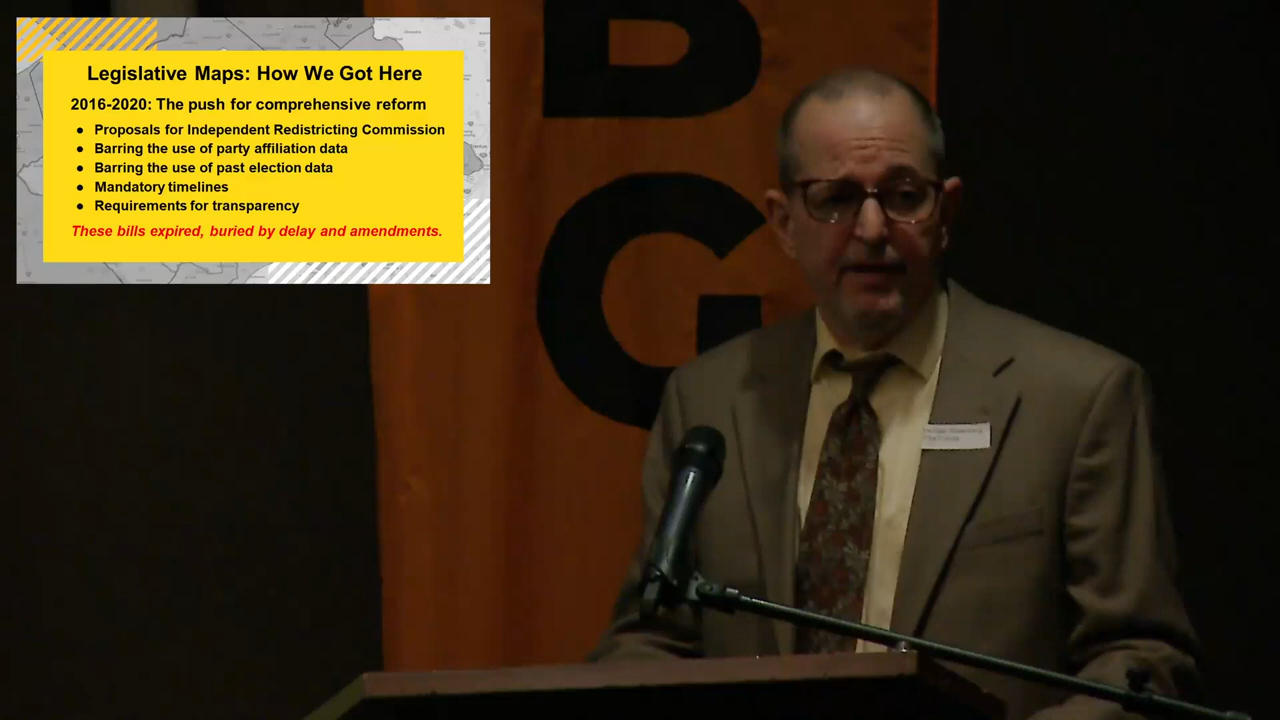 Legislative Maps: How We Got Here
2016-2020: The push for comprehensive reform
● Proposals for Independent Redistricting Commission
● Barring the use of party affiliation data
● Barring the use of past election data
● Mandatory timelines
● Requirements for transparency
These bills expired, buried by delay and amendments.
G